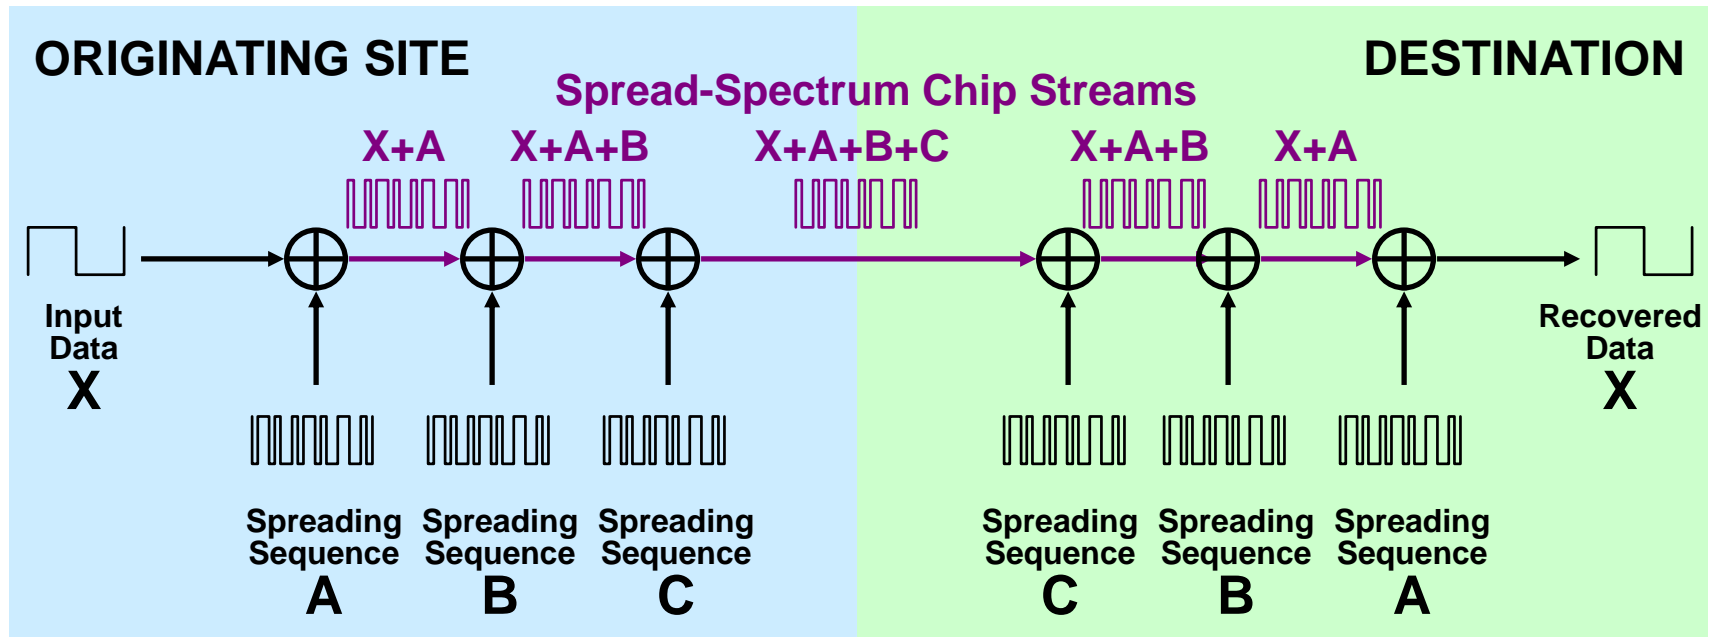 ORIGINATING SITE
DESTINATION
Spread-Spectrum Chip Streams
X+A
X+A+B
X+A+B+C
X+A+B
X+A
Input
Data
X
Recovered
Data
X
Spreading
Sequence
A
Spreading
Sequence
B
Spreading
Sequence
C
Spreading
Sequence
C
Spreading
Sequence
B
Spreading
Sequence
A